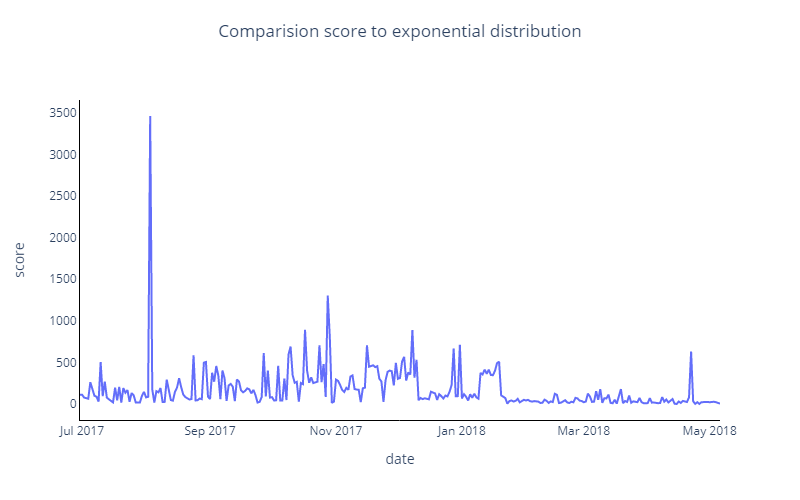 Comparision score to exponential distribution
3500
3000
2500
2000
1500
1000
500
0
score
Jul 2017 Sep 2017 Nov 2017 Jan 2018 Mar 2018 May 2018
date